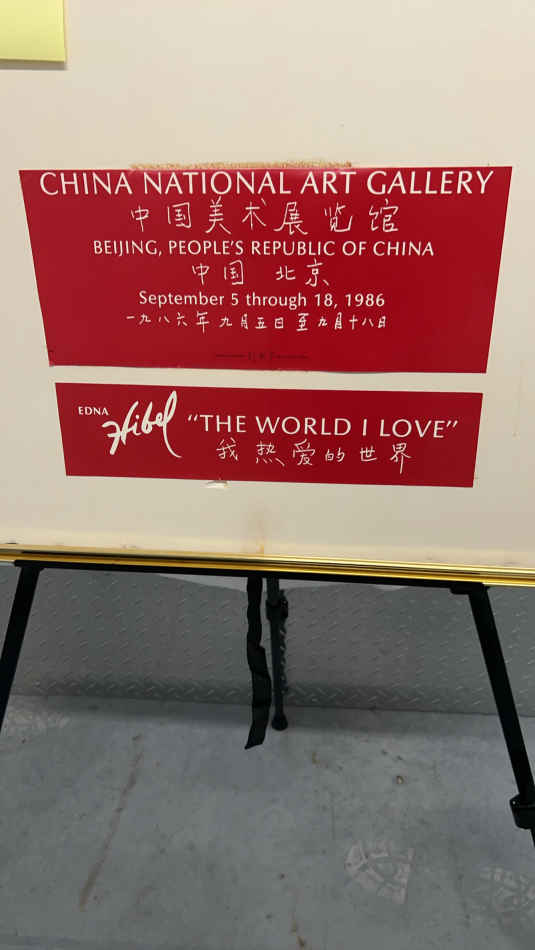 CHINA NATIONAL ART GALLERY
中国美术展览馆
BEIJING, PEOPLE'S REPUBLIC OF CHINA
中国 北京
September 5 through 18, 1986
一九八六年九月五日至九月十八日
EDNA Hibel "THE WORLD I LOVE"
我热爱的世界